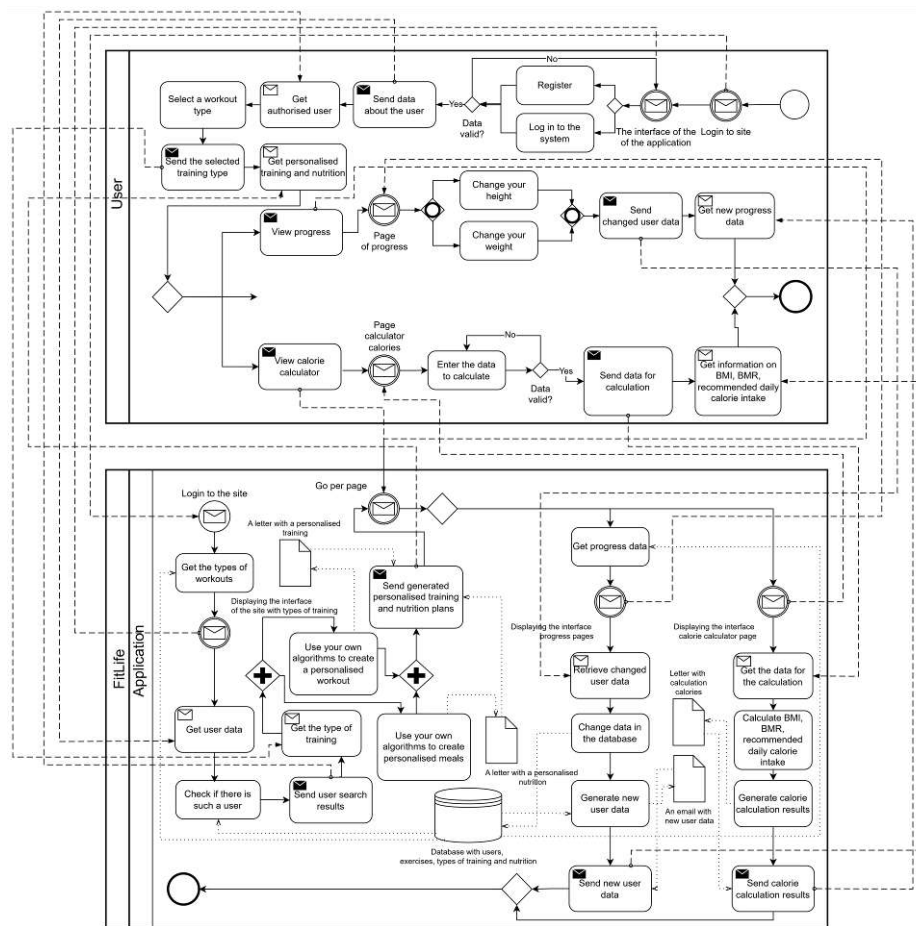 User
Select a workout
type
Get
authorised user
Send data
about the user
Yes
Data
valid?
No
Register
Log in to the
system
The interface of the
of the application
Login to site
Send the selected
training type
Get personalised
training and nutrition
View progress
Page
of progress
Change your
height
Change your
weight
Send
changed user data
Get new progress
data
View calorie
calculator
Page
calculator
calories
Enter the data
to calculate
No
Data
valid?
Yes
Send data for
calculation
Get information on
BMI, BMR,
recommended daily
calorie intake
FitLife
Application
Login to the site
Get the types of
workouts
Displaying the interface
of the site with types of training
Get user data
Check if there is
such a user
Send user search
results
Get the type of
training
A letter with a personalised
training
Use your own
algorithms to create
a personalised workout
Use your own
algorithms to create
personalised meals
Send generated
personalised training
and nutrition plans
A letter with a personalised
nutrition
Go per page
Database with users,
exercises, types of training and nutrition
Get progress data
Displaying the interface
progress pages
Retrieve changed
user data
Change data in
the database
Generate new
user data
Send new user
data
An email with
new user data
Displaying the interface
calorie calculator page
Get the data for
the calculation
Letter with
calculation
calories
Calculate BMI,
BMR,
recommended daily
calorie intake
Generate calorie
calculation results
Send calorie
calculation results